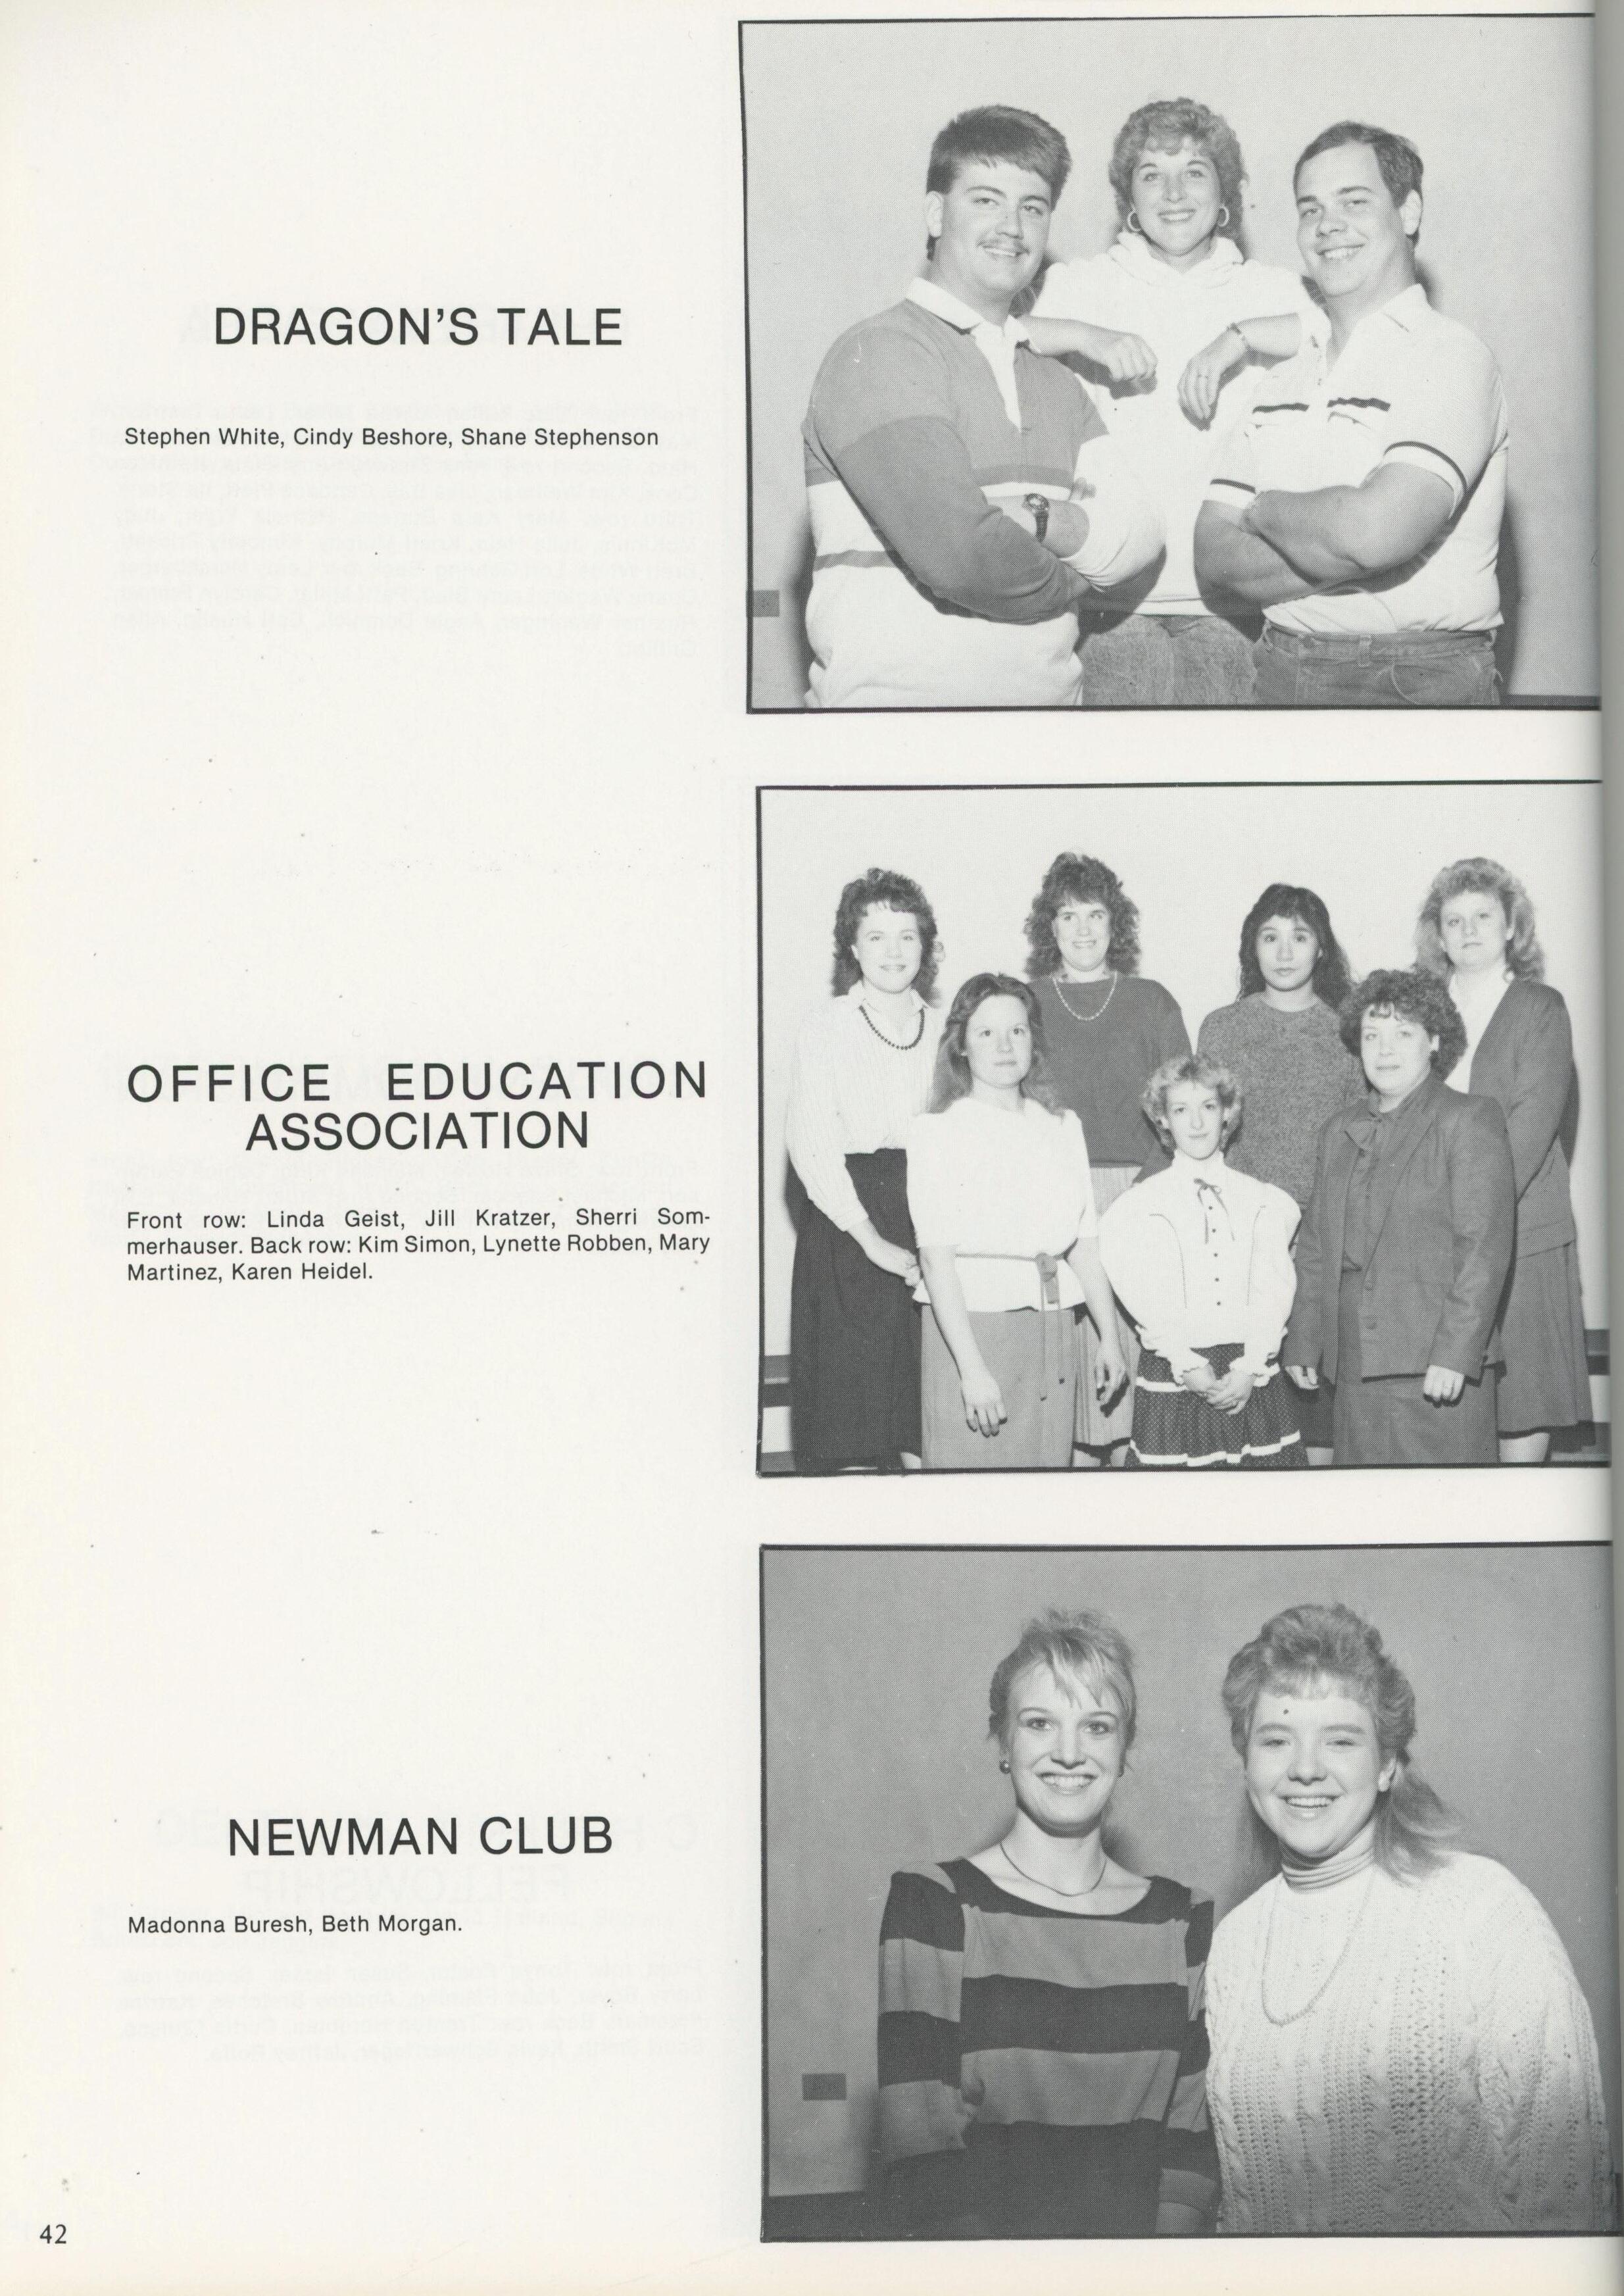 DRAGON'S TALE
Stephen White, Cindy Beshore, Shane Stephenson
OFFICE EDUCATION
ASSOCIATION
Front row: Linda Geist, Jill Kratzer, Sherri Som-
merhauser. Back row: Kim Simon, Lynette Robben, Mary
Martinez, Karen Heidel.
NEWMAN CLUB
Madonna Buresh, Beth Morgan.
42